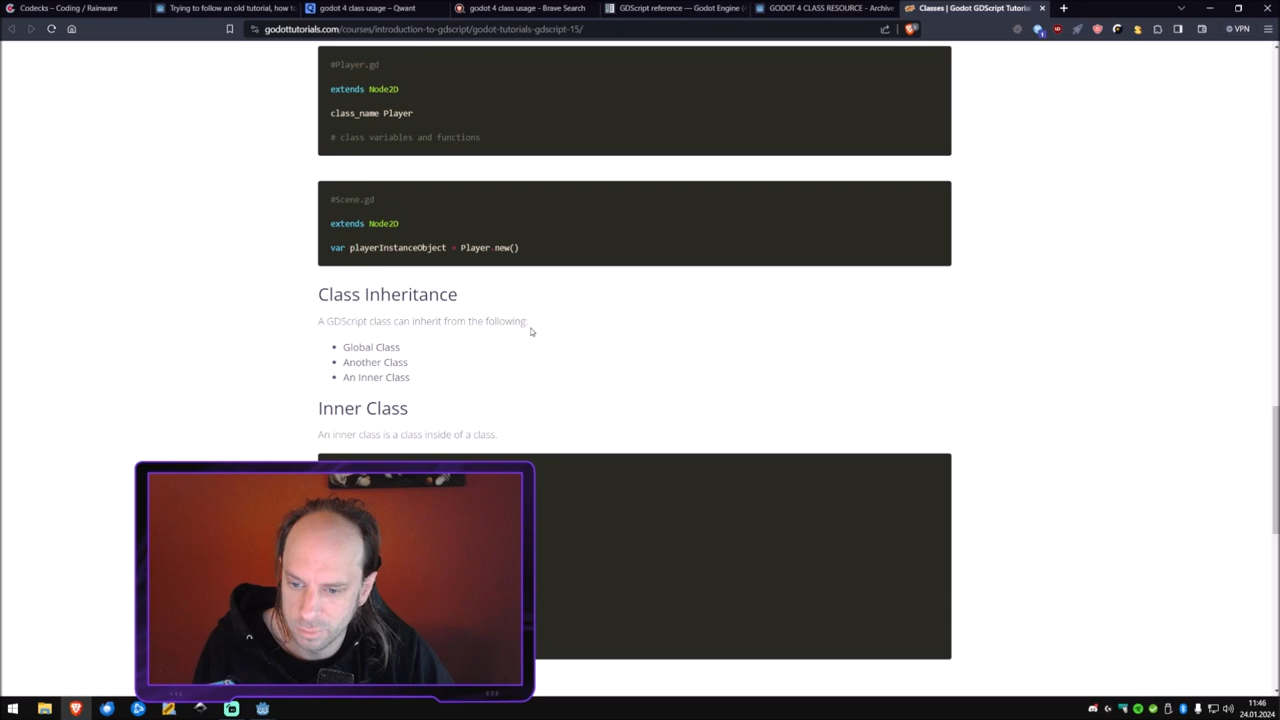 Codecks – Coding / Rainware
Trying to follow an old tutorial, how to
godot 4 class usage – Qwant
godot 4 class usage - Brave Search
GDScript reference — Godot Engine (
GODOT 4 CLASS RESOURCE - Archive
Classes | Godot GDScript Tutorial
godottutorials.com/courses/introduction-to-gdscript/godot-tutorials-gdscript-15/
VPN
#Player.gd
extends Node2D
class_name Player
# class variables and functions
#Scene.gd
extends Node2D
var playerInstanceObject = Player.new()
Class Inheritance
A GDScript class can inherit from the following:
Global Class
Another Class
An Inner Class
Inner Class
An inner class is a class inside of a class.
11:46
24.01.2024